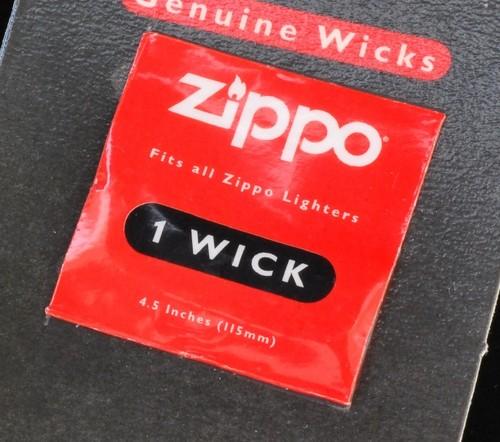 Genuine Wicks
Zippo®
Fits all Zippo Lighters
1 WICK
4.5 Inches (115mm)